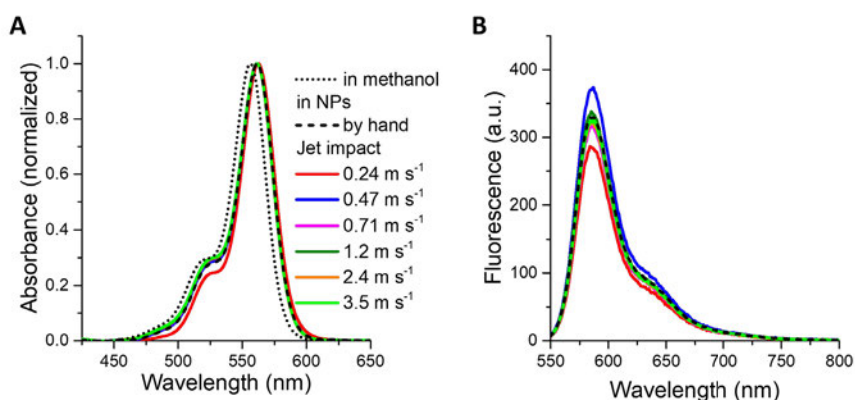 A
Absorbance (normalized)
1.0
0.8
0.6
0.4
0.2
0.0
450
500
550
600
650
Wavelength (nm)
in methanol
in NPs
by hand
Jet impact
0.24 m s⁻¹
0.47 m s⁻¹
0.71 m s⁻¹
1.2 m s⁻¹
2.4 m s⁻¹
3.5 m s⁻¹
B
Fluorescence (a.u.)
400
300
200
100
0
550
600
650
700
750
800
Wavelength (nm)